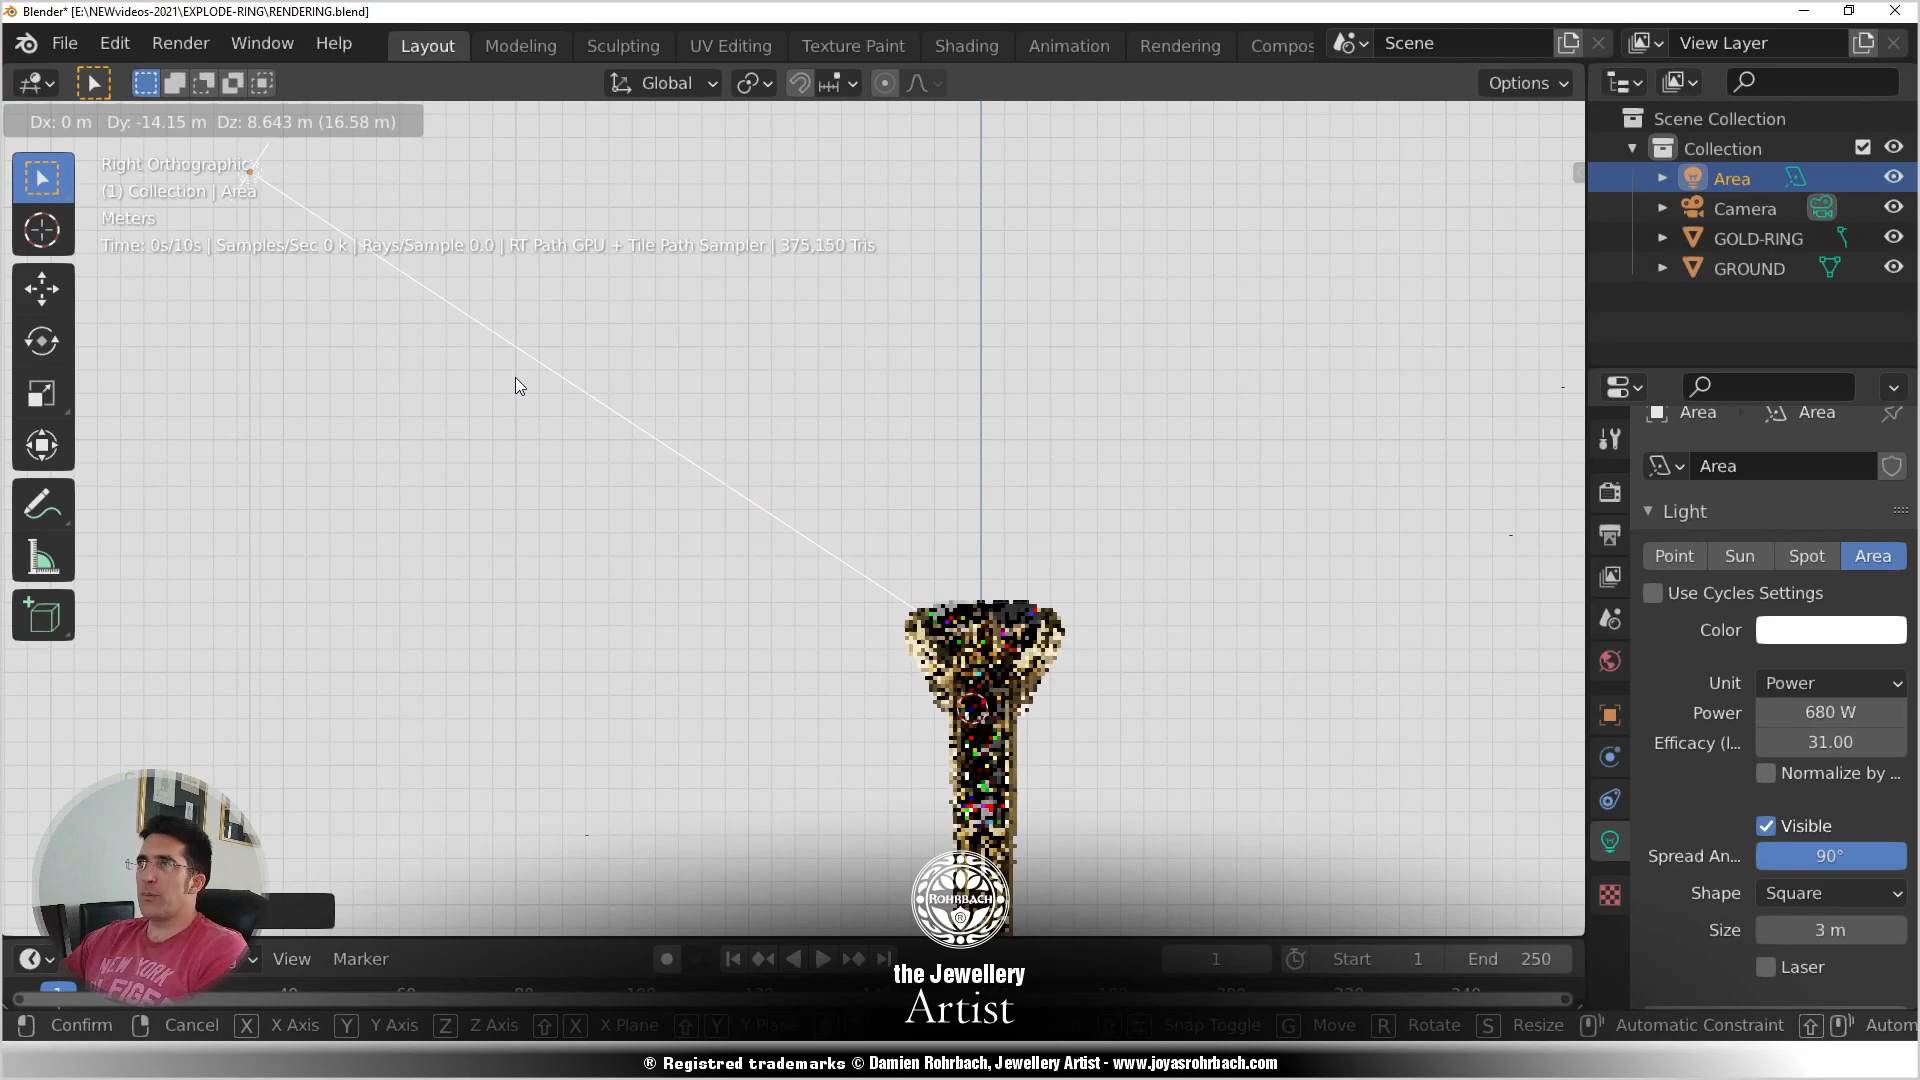 Blender* [E:\NEWvideos-2021\EXPLODE-RING\RENDERING.blend]
File Edit Render Window Help Layout Modeling Sculpting UV Editing Texture Paint Shading Animation Rendering Compos Scene View Layer
Global Options
Dx: 0 m Dy: -14.15 m Dz: 8.643 m (16.58 m)
Right Orthographic
(1) Collection | Area
Meters
Time: 0s/10s | Samples/Sec 0 k | Rays/Sample 0.0 | RT Path GPU + Tile Path Sampler | 375,150 Tris
Scene Collection
Collection
Area
Camera
GOLD-RING
GROUND
Area Area
Area
Light
Point Sun Spot Area
Use Cycles Settings
Color
Unit Power
Power 680 W
Efficacy (l... 31.00
Normalize by ...
Visible
Spread An... 90°
Shape Square
Size 3 m
Laser
NEW YORK
ROHRBACH
®
the Jewellery
Artist
View Marker 1 Start 1 End 250
Confirm X Cancel X Axis Y Y Axis Z Z Axis X X Plane Y Y Plane Snap Toggle G Move R Rotate S Resize Automatic Constraint Autom
® Registred trademarks © Damien Rohrbach, Jewellery Artist - www.joyasrohrbach.com